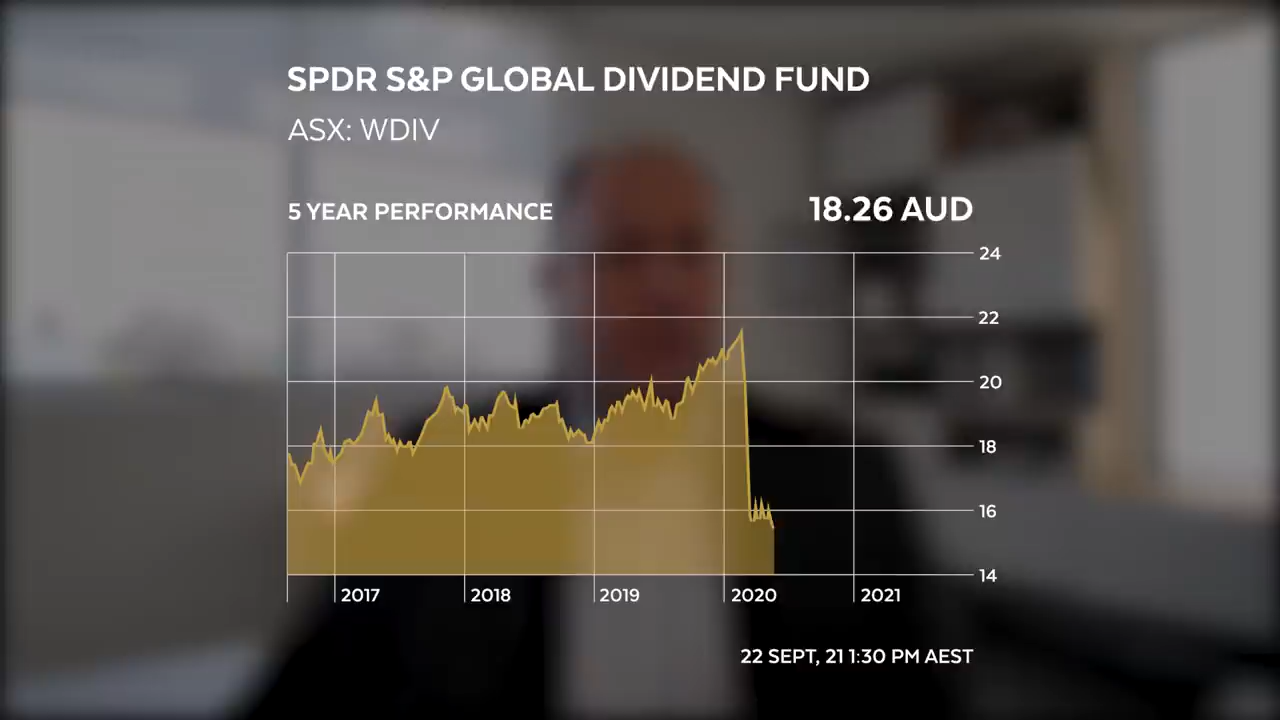 SPDR S&P GLOBAL DIVIDEND FUND
ASX: WDIV
5 YEAR PERFORMANCE
18.26 AUD
24
22
20
18
16
14
2017
2018
2019
2020
2021
22 SEPT, 21 1:30 PM AEST